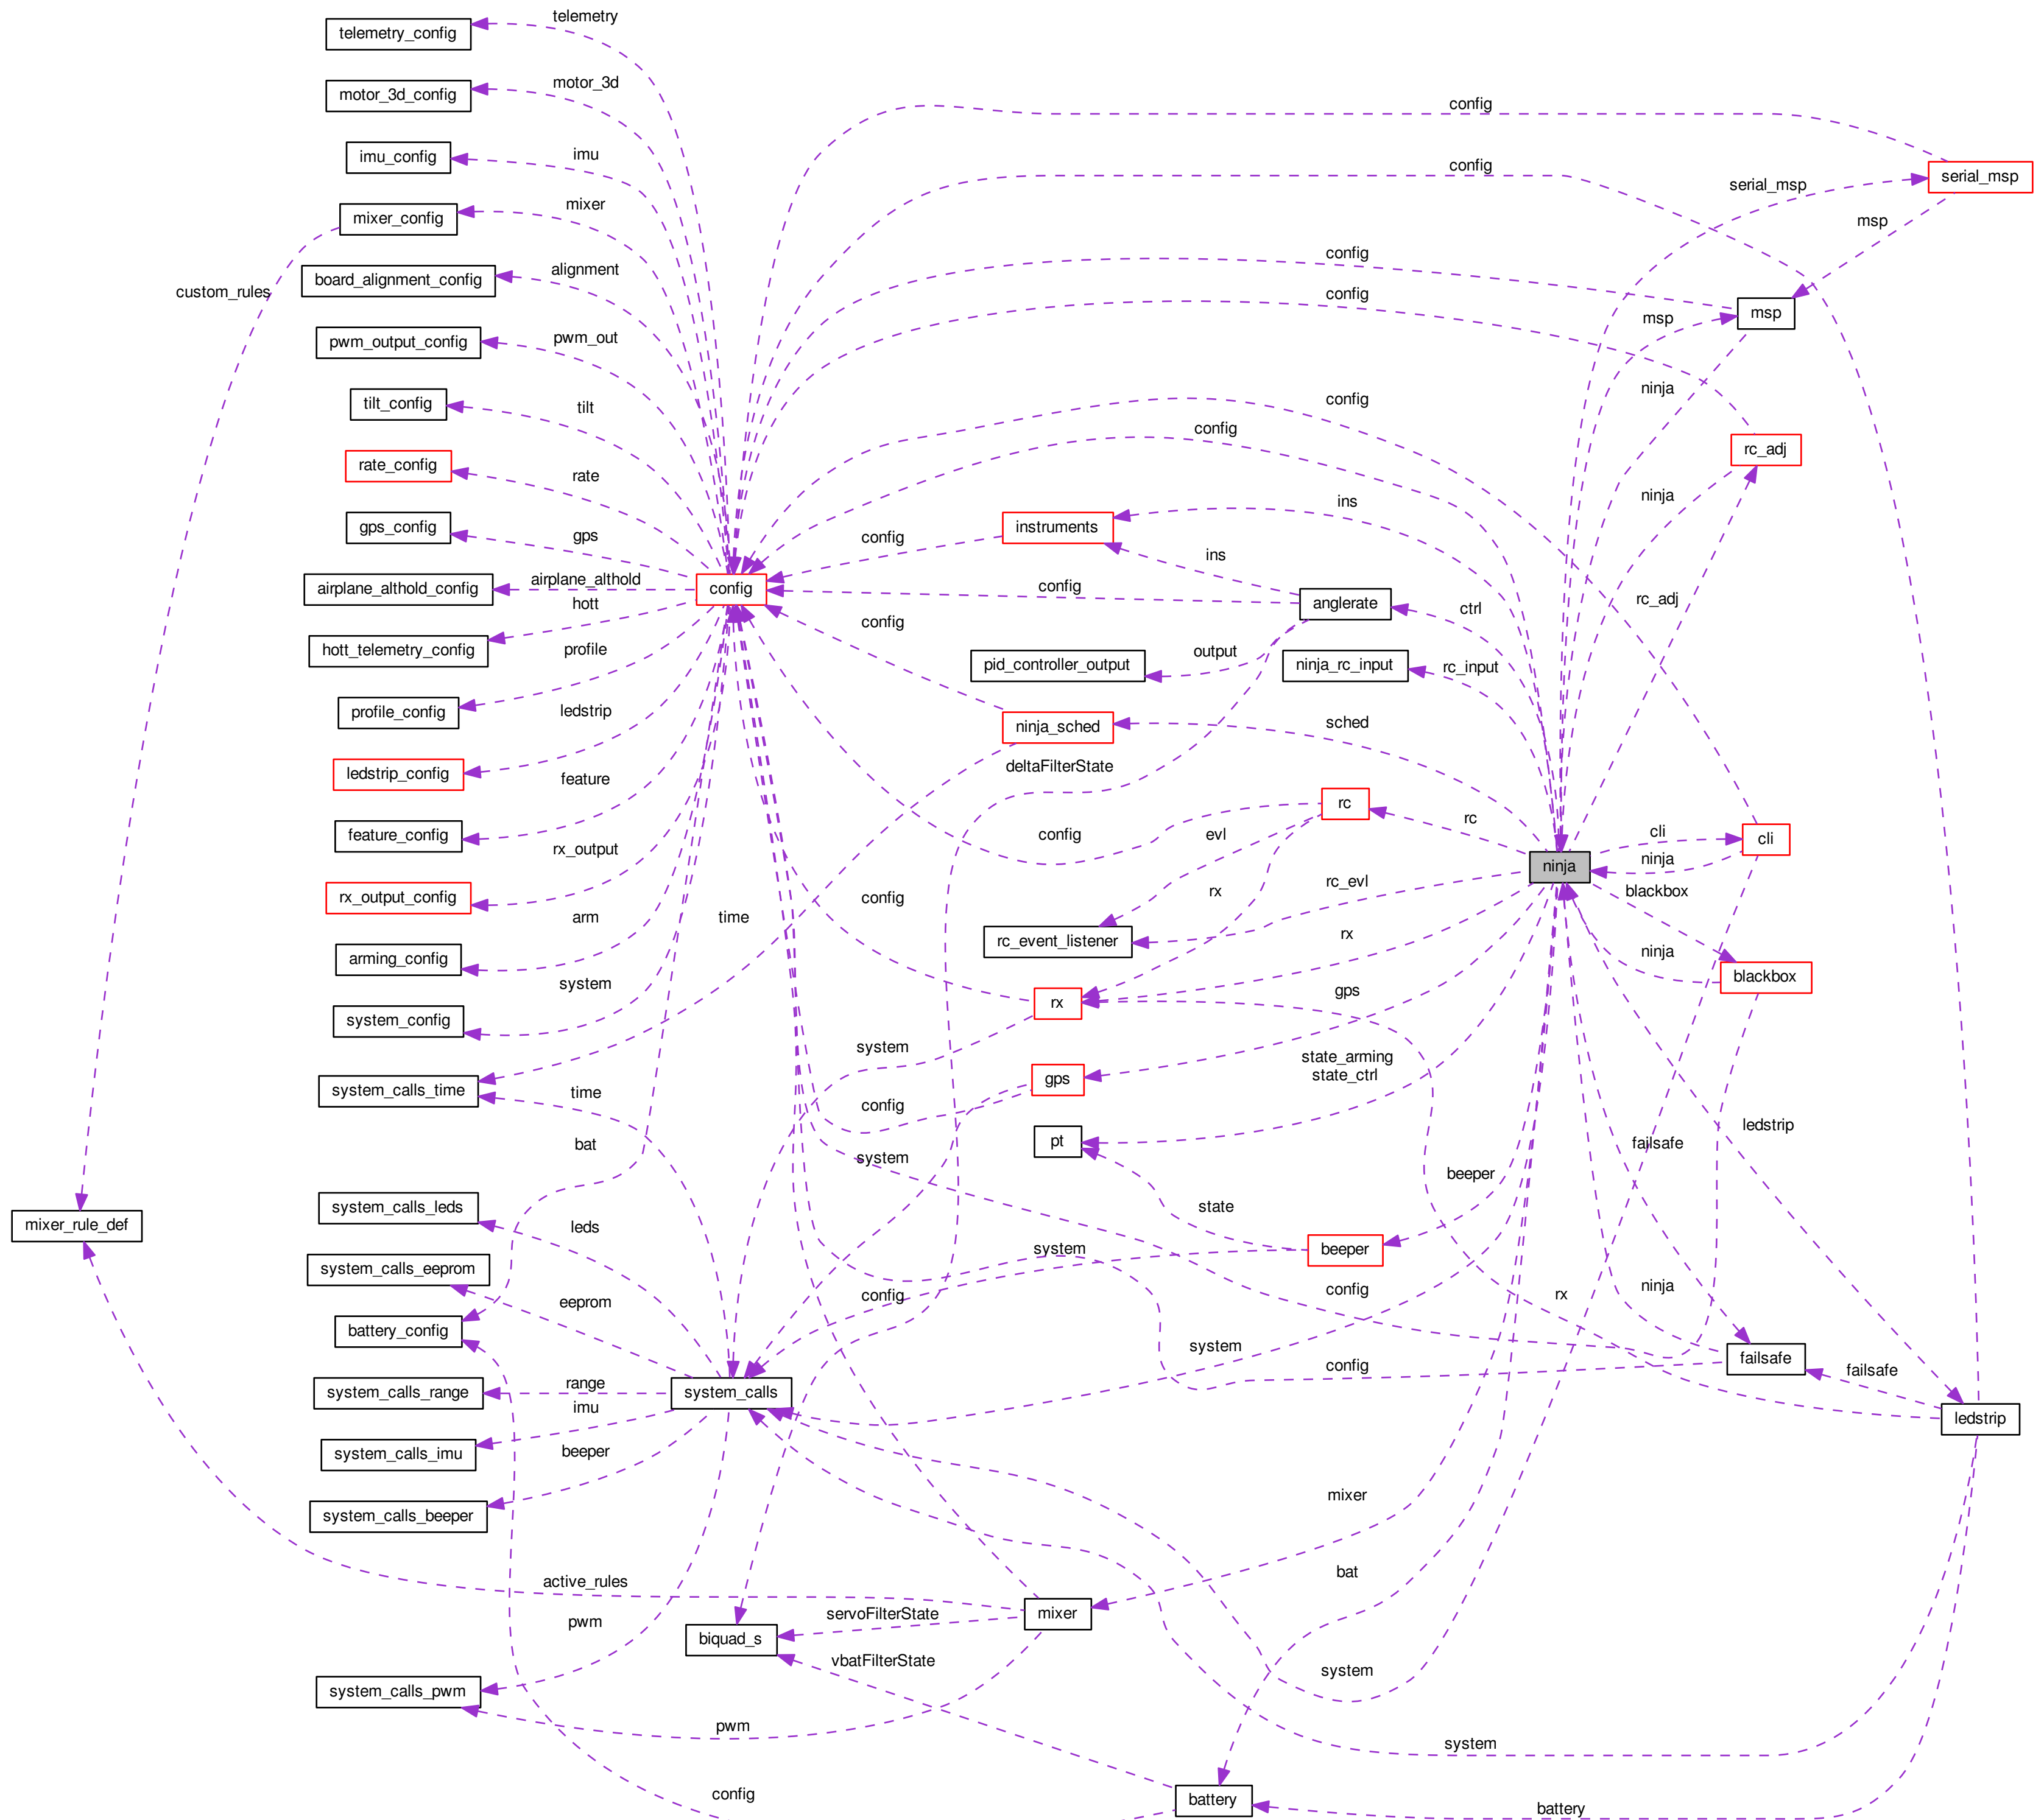 telemetry
telemetry_config
motor_3d
motor_3d_config
config
imu
imu_config
config
serial_msp
serial_msp
mixer
mixer_config
msp
config
alignment
board_alignment_config
custom_rules
config
msp
msp
pwm_out
pwm_output_config
ninja
tilt
tilt_config
config
config
rc_adj
rate
rate_config
ninja
ins
gps
gps_config
instruments
config
ins
airplane_althold
airplane_althold_config
config
config
anglerate
ctrl
rc_adj
hott
hott_telemetry_config
config
profile
output
pid_controller_output
ninja_rc_input
rc_input
profile_config
ledstrip
ninja_sched
sched
ledstrip_config
feature
deltaFilterState
rc
rc
feature_config
config
evl
cli
cli
rx_output
ninja
ninja
rx_output_config
config
rx
rc_evl
blackbox
arm
time
rc_event_listener
rx
ninja
arming_config
system
gps
blackbox
system_config
rx
system
state_arming
state_ctrl
time
system_calls_time
gps
config
bat
system
pt
failsafe
ledstrip
beeper
system_calls_leds
leds
state
mixer_rule_def
system
beeper
system_calls_eeprom
eeprom
config
config
rx
ninja
battery_config
system
failsafe
config
failsafe
range
system_calls_range
system_calls
imu
ledstrip
system_calls_imu
beeper
mixer
system_calls_beeper
active_rules
bat
servoFilterState
mixer
pwm
biquad_s
vbatFilterState
system
system_calls_pwm
pwm
system
config
battery
battery